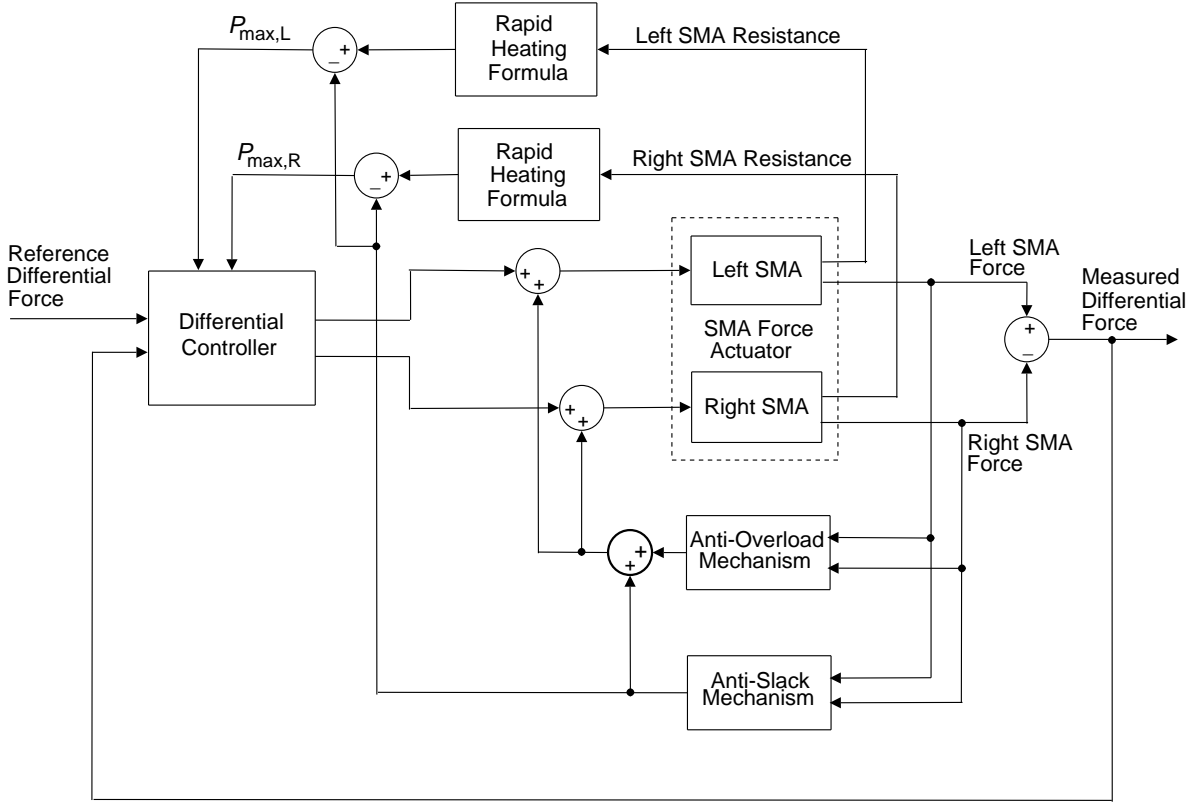 P max,L
− +
Rapid
Heating
Formula
Left SMA Resistance
P max,R
− +
Rapid
Heating
Formula
Right SMA Resistance
Reference
Differential
Force
Differential
Controller
+ +
Left SMA
SMA Force
Actuator
Right SMA
+ +
Left SMA
Force
+
−
Measured
Differential
Force
Right SMA
Force
+ +
Anti-Overload
Mechanism
Anti-Slack
Mechanism